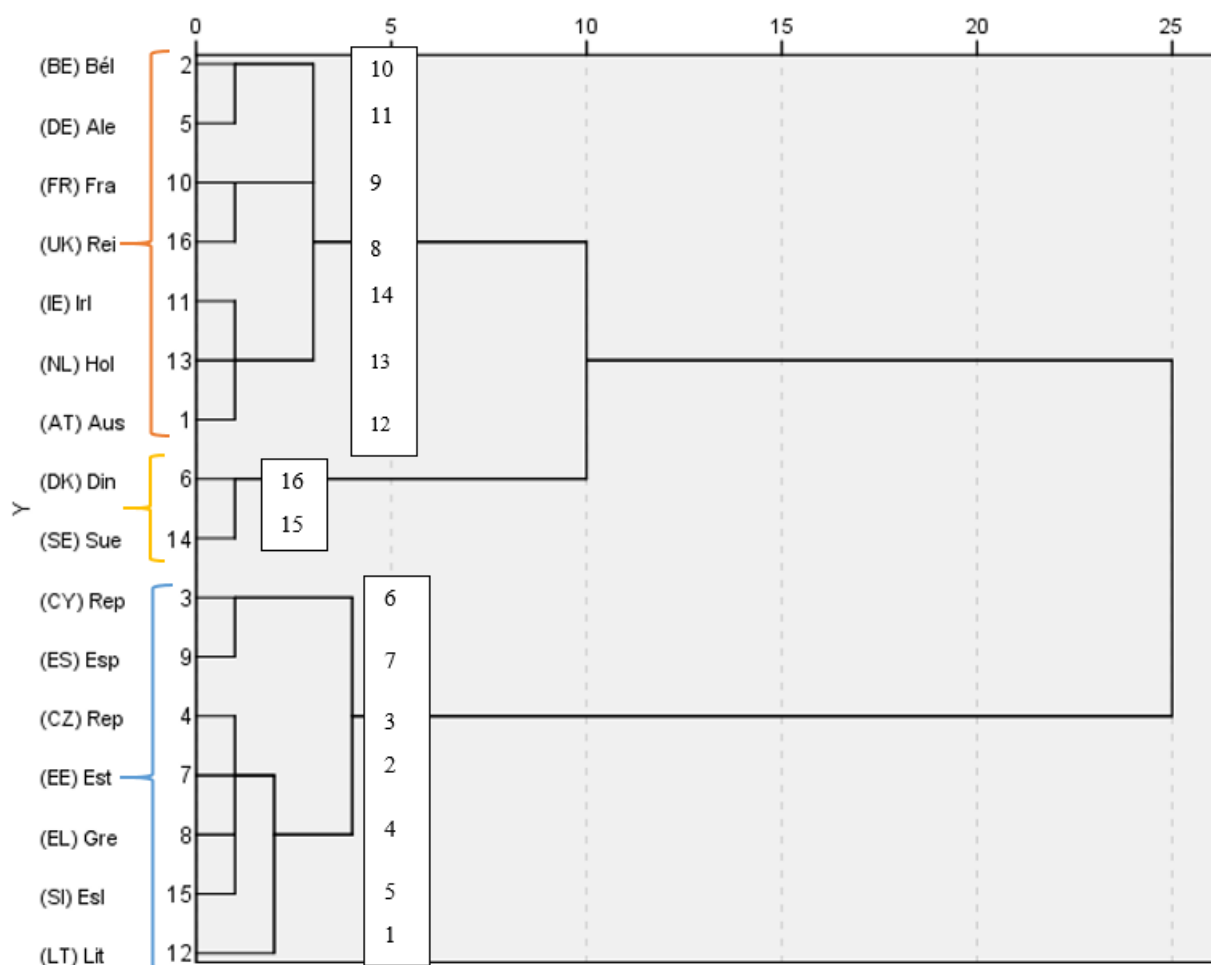 0 5 10 15 20 25
(BE) Bél 2 10
(DE) Ale 5 11
(FR) Fra 10 9
(UK) Rei 16 8
(IE) Irl 11 14
(NL) Hol 13 13
(AT) Aus 1 12
(DK) Din 6 16
Y
(SE) Sue 14 15
(CY) Rep 3 6
(ES) Esp 9 7
(CZ) Rep 4 3
(EE) Est 7 2
(EL) Gre 8 4
(SI) Esl 15 5
(LT) Lit 12 1